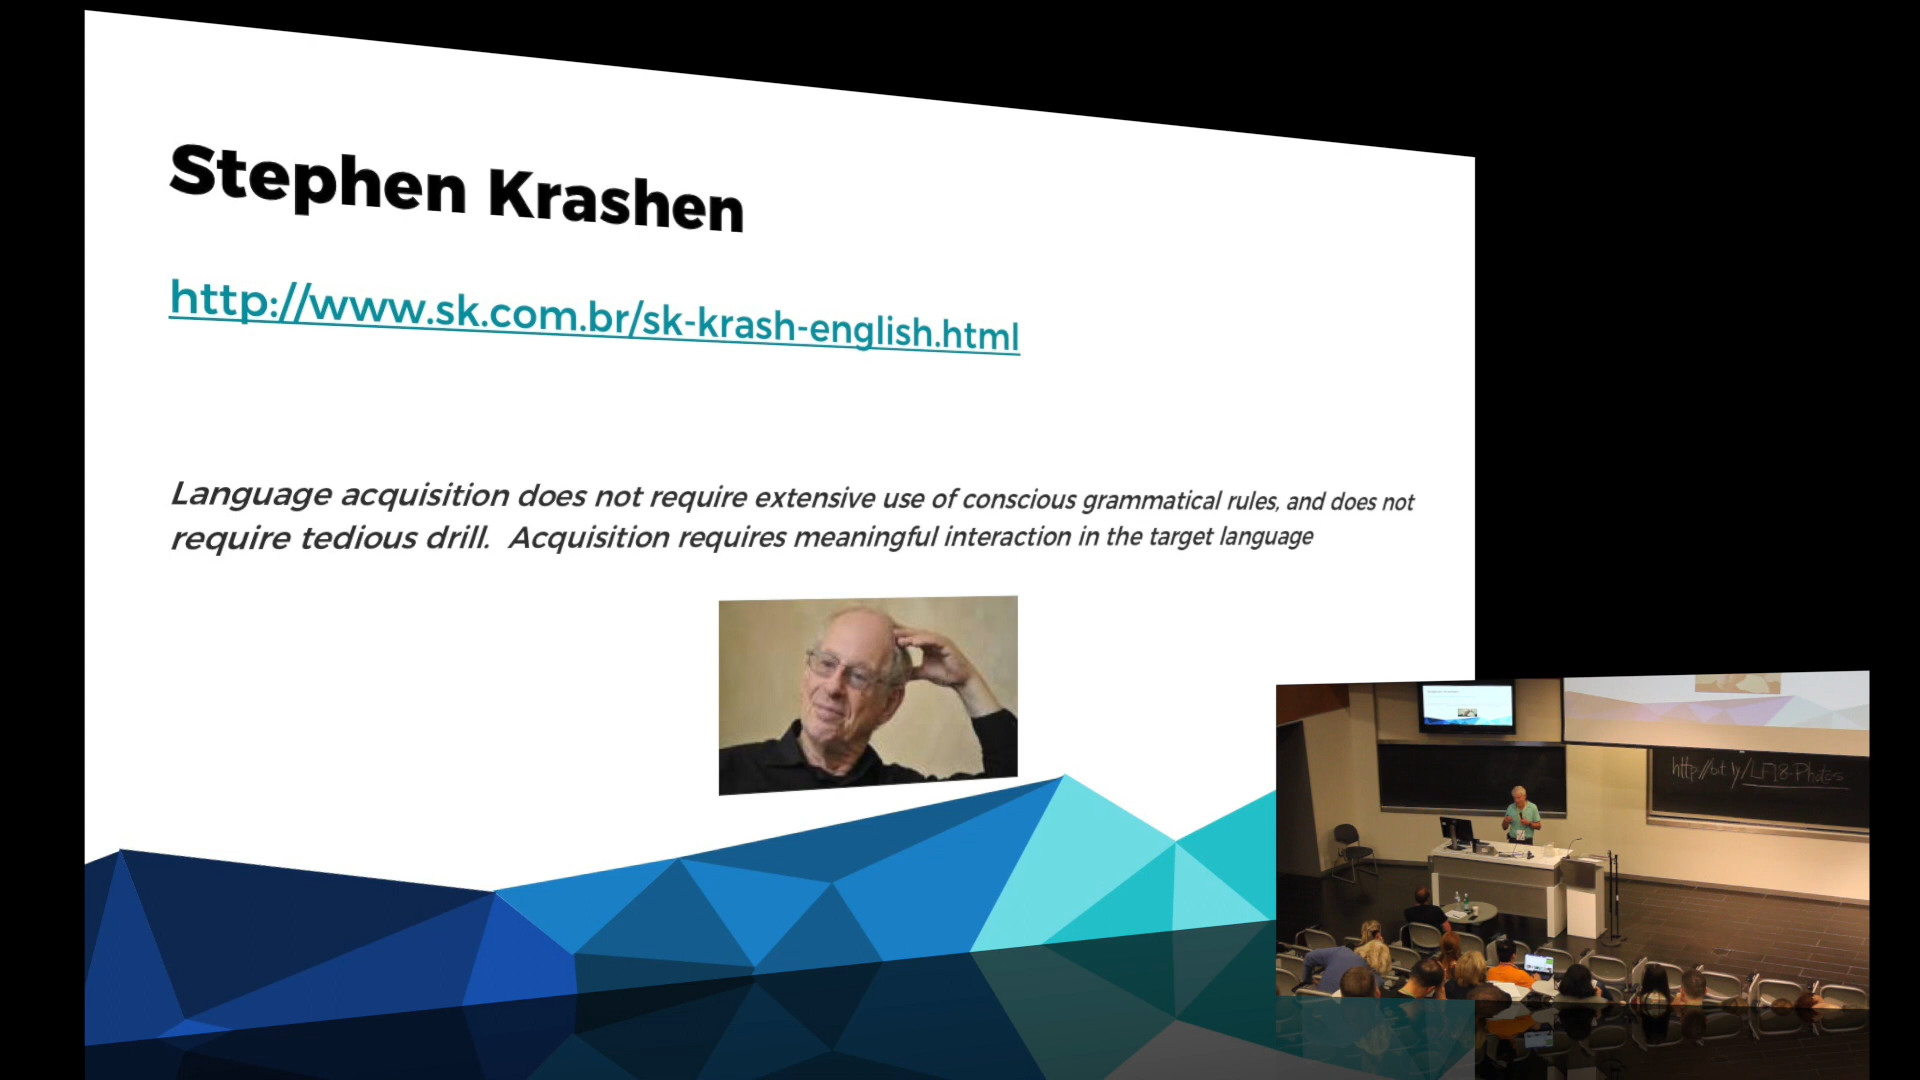 Stephen Krashen
http://www.sk.com.br/sk-krash-english.html
Language acquisition does not require extensive use of conscious grammatical rules, and does not
require tedious drill.  Acquisition requires meaningful interaction in the target language
http://bit.ly/LF18-Photos